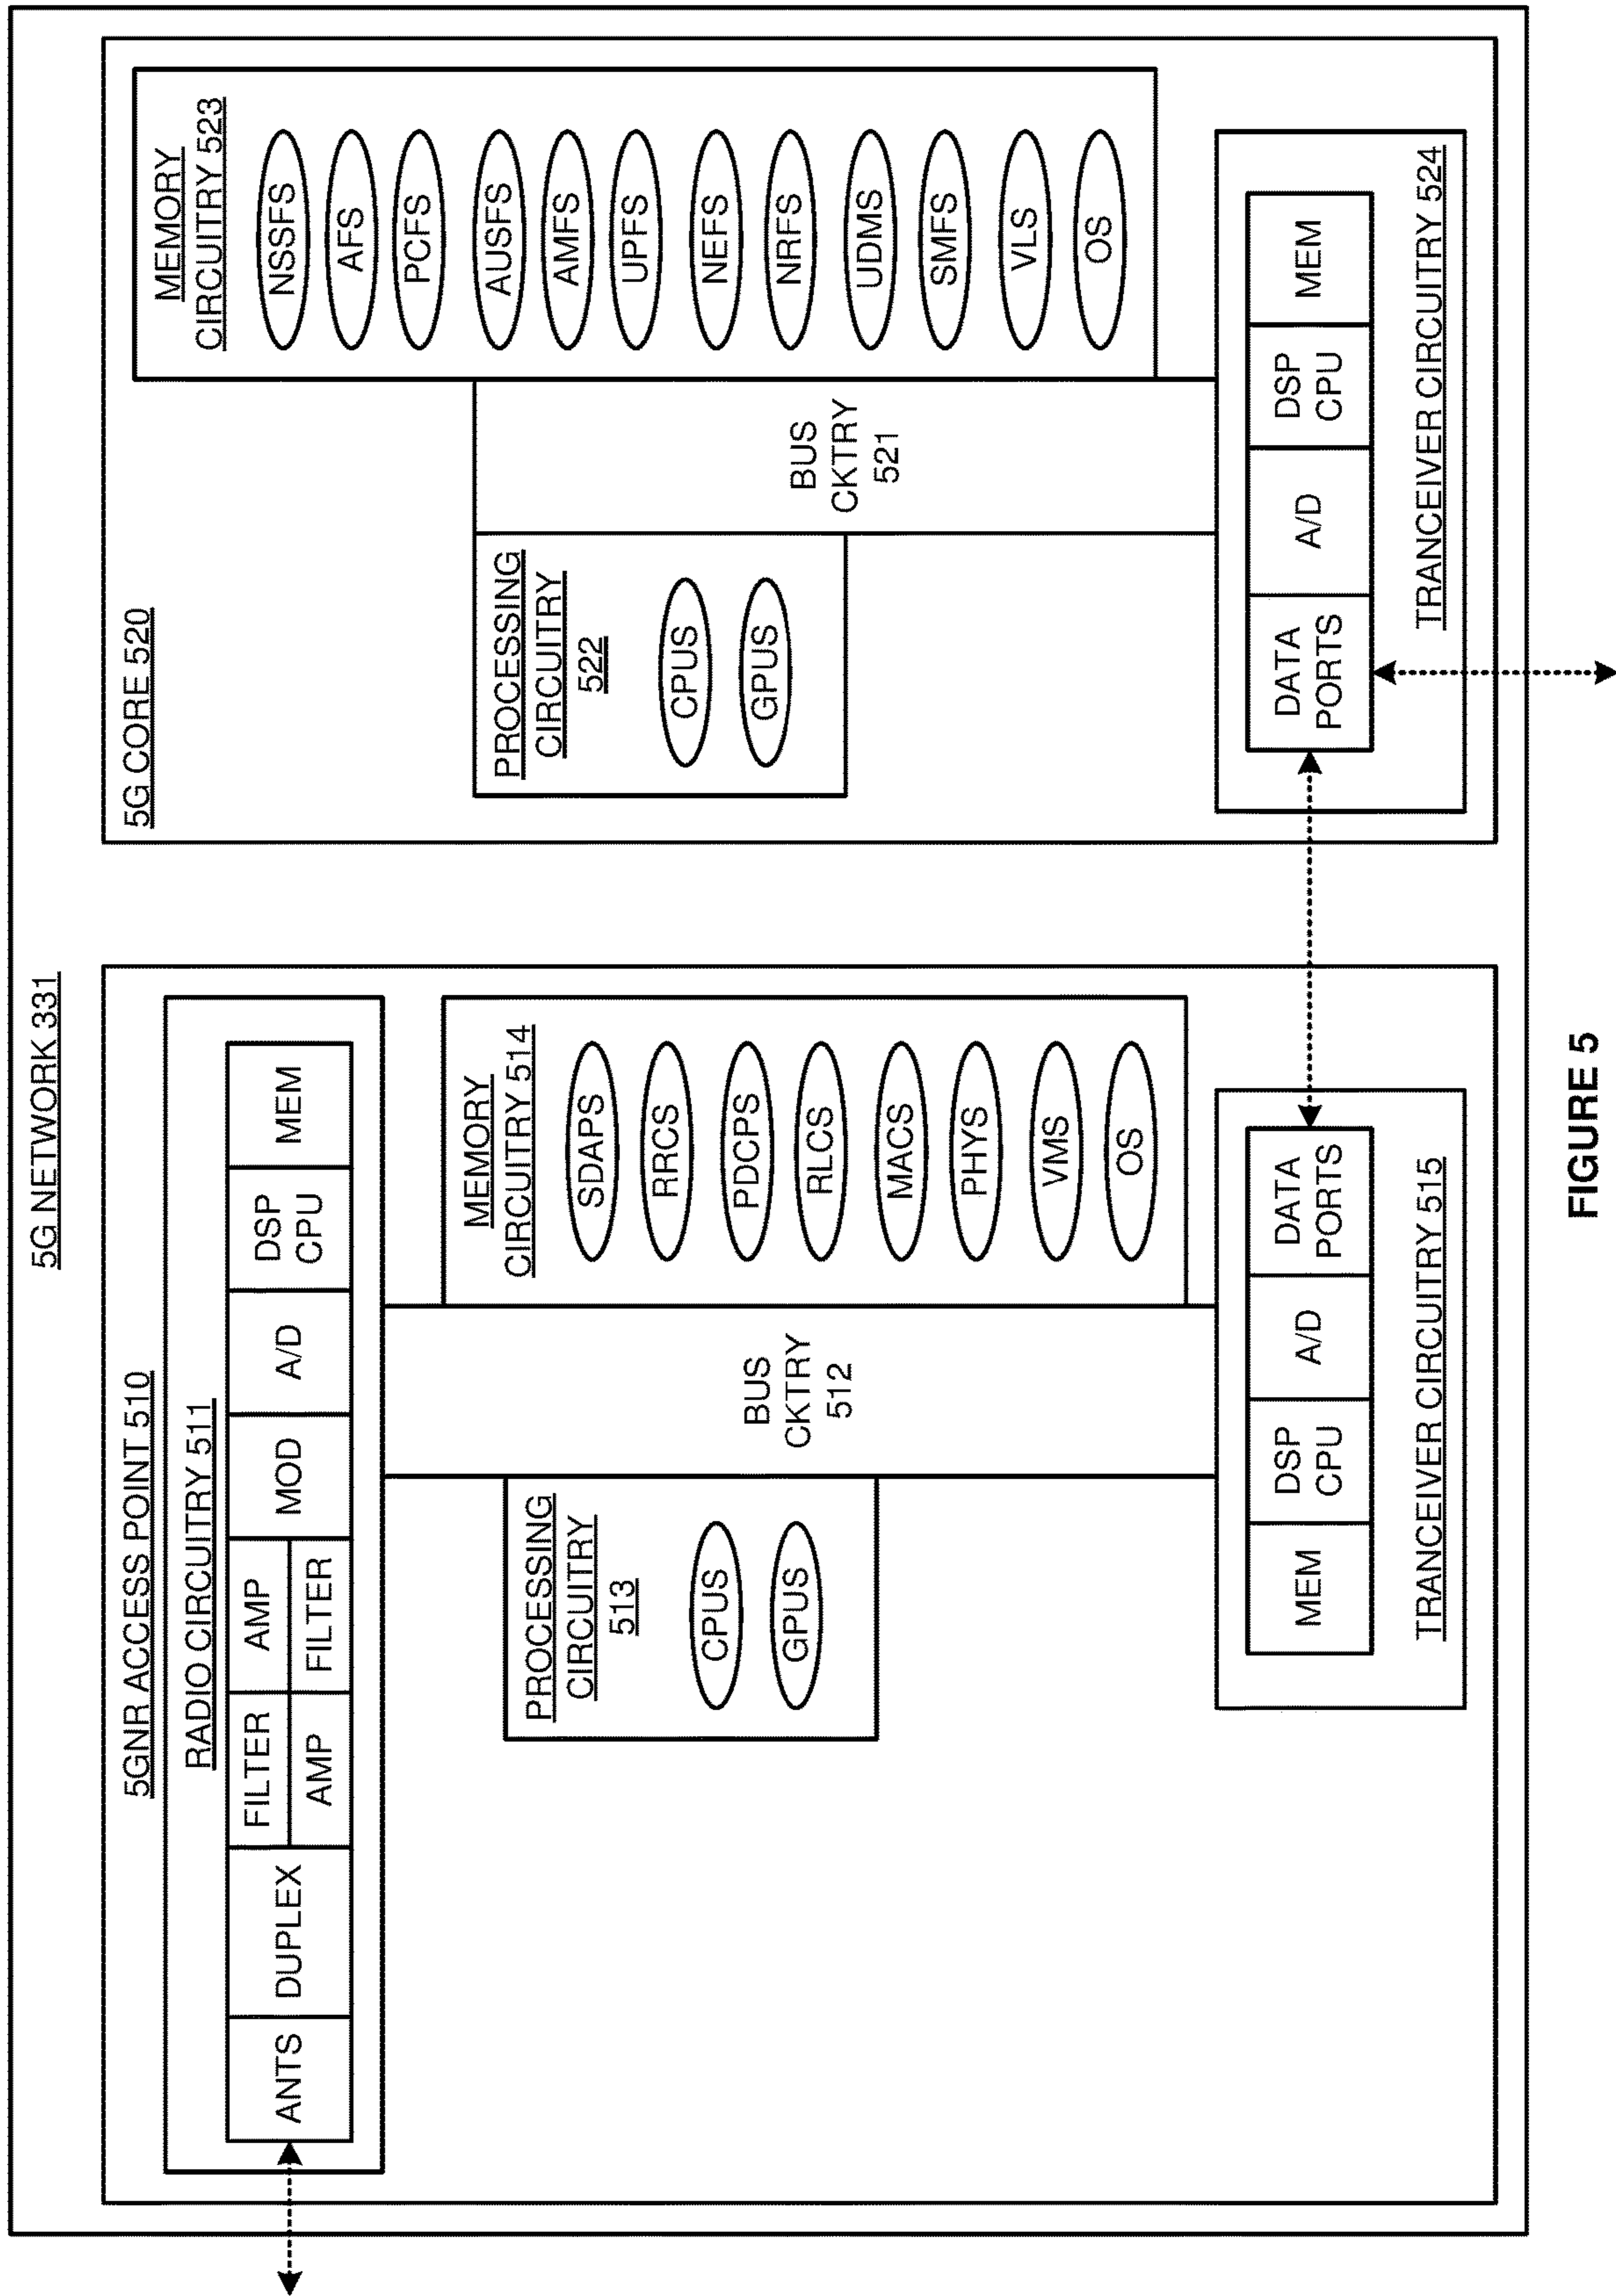 5G NETWORK 331
5GNR ACCESS POINT 510
RADIO CIRCUITRY 511
ANTS
DUPLEX
FILTER
AMP
AMP
FILTER
MOD
A/D
DSP
CPU
MEM
PROCESSING
CIRCUITRY
513
CPUS
GPUS
BUS
CKTRY
512
MEMORY
CIRCUITRY 514
SDAPS
RRCS
PDCPS
RLCS
MACS
PHYS
VMS
OS
MEM
DSP
CPU
A/D
DATA
PORTS
TRANCEIVER CIRCUITRY 515
5G CORE 520
PROCESSING
CIRCUITRY
522
CPUS
GPUS
BUS
CKTRY
521
MEMORY
CIRCUITRY 523
NSSFS
AFS
PCFS
AUSFS
AMFS
UPFS
NEFS
NRFS
UDMS
SMFS
VLS
OS
DATA
PORTS
A/D
DSP
CPU
MEM
TRANCEIVER CIRCUITRY 524
FIGURE 5